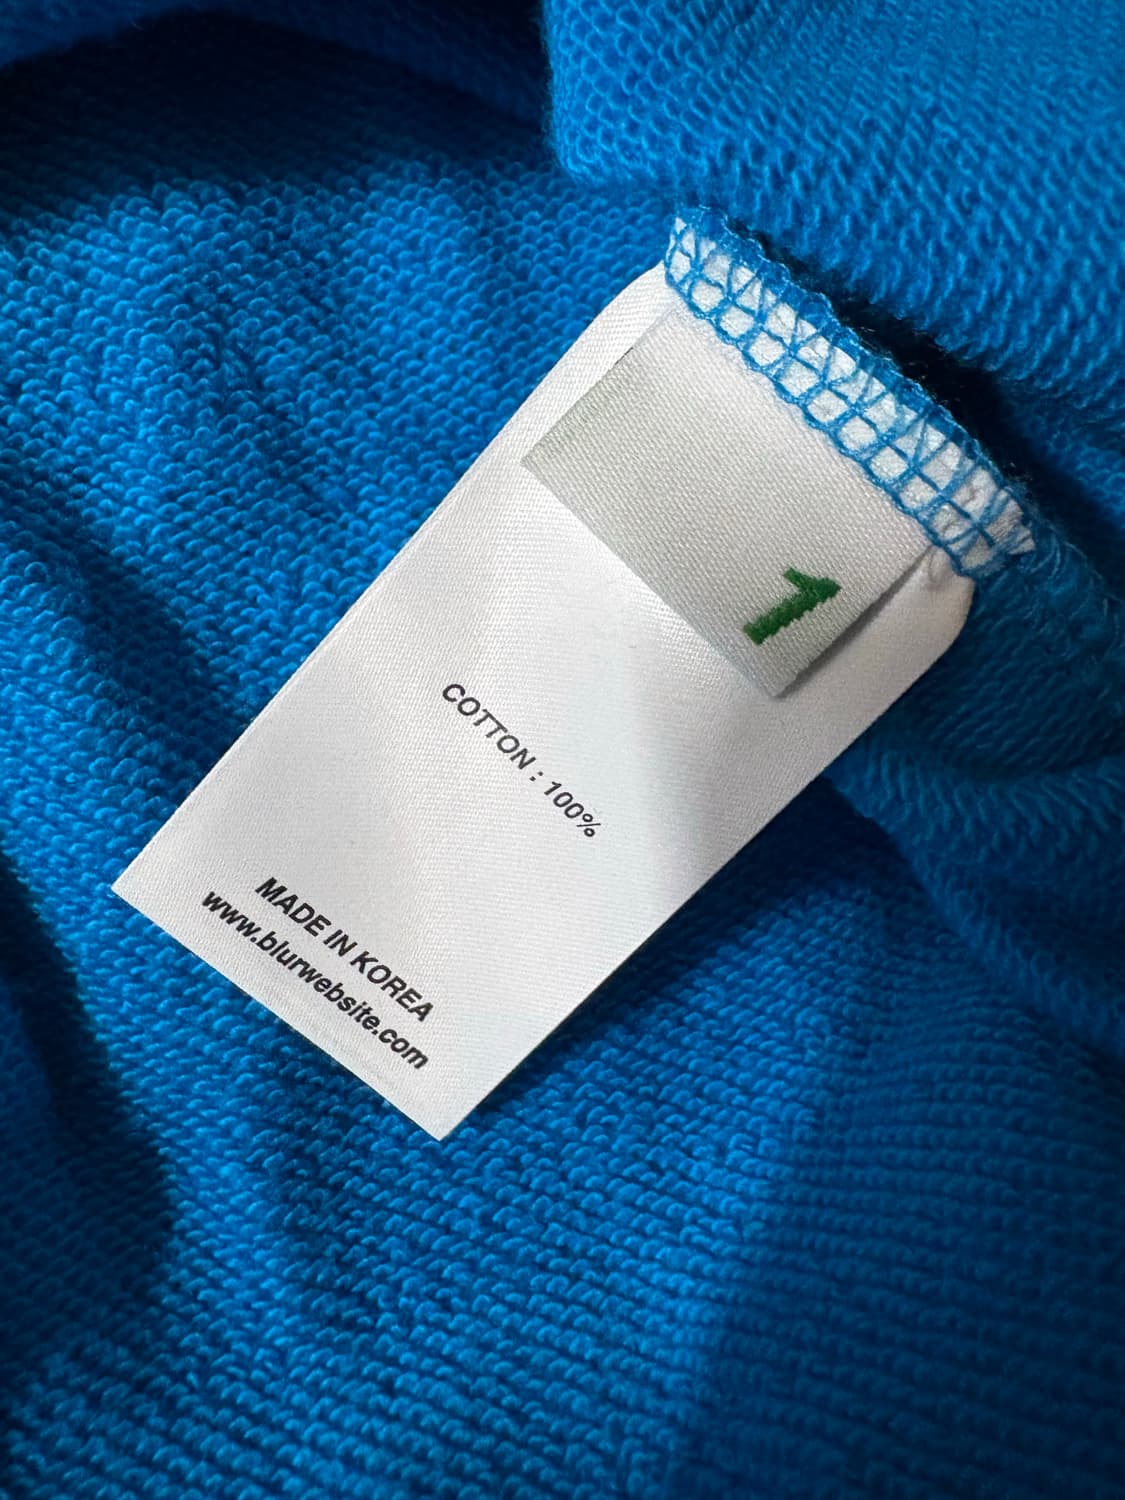 1
COTTON : 100%
MADE IN KOREA
www.blurwebsite.com